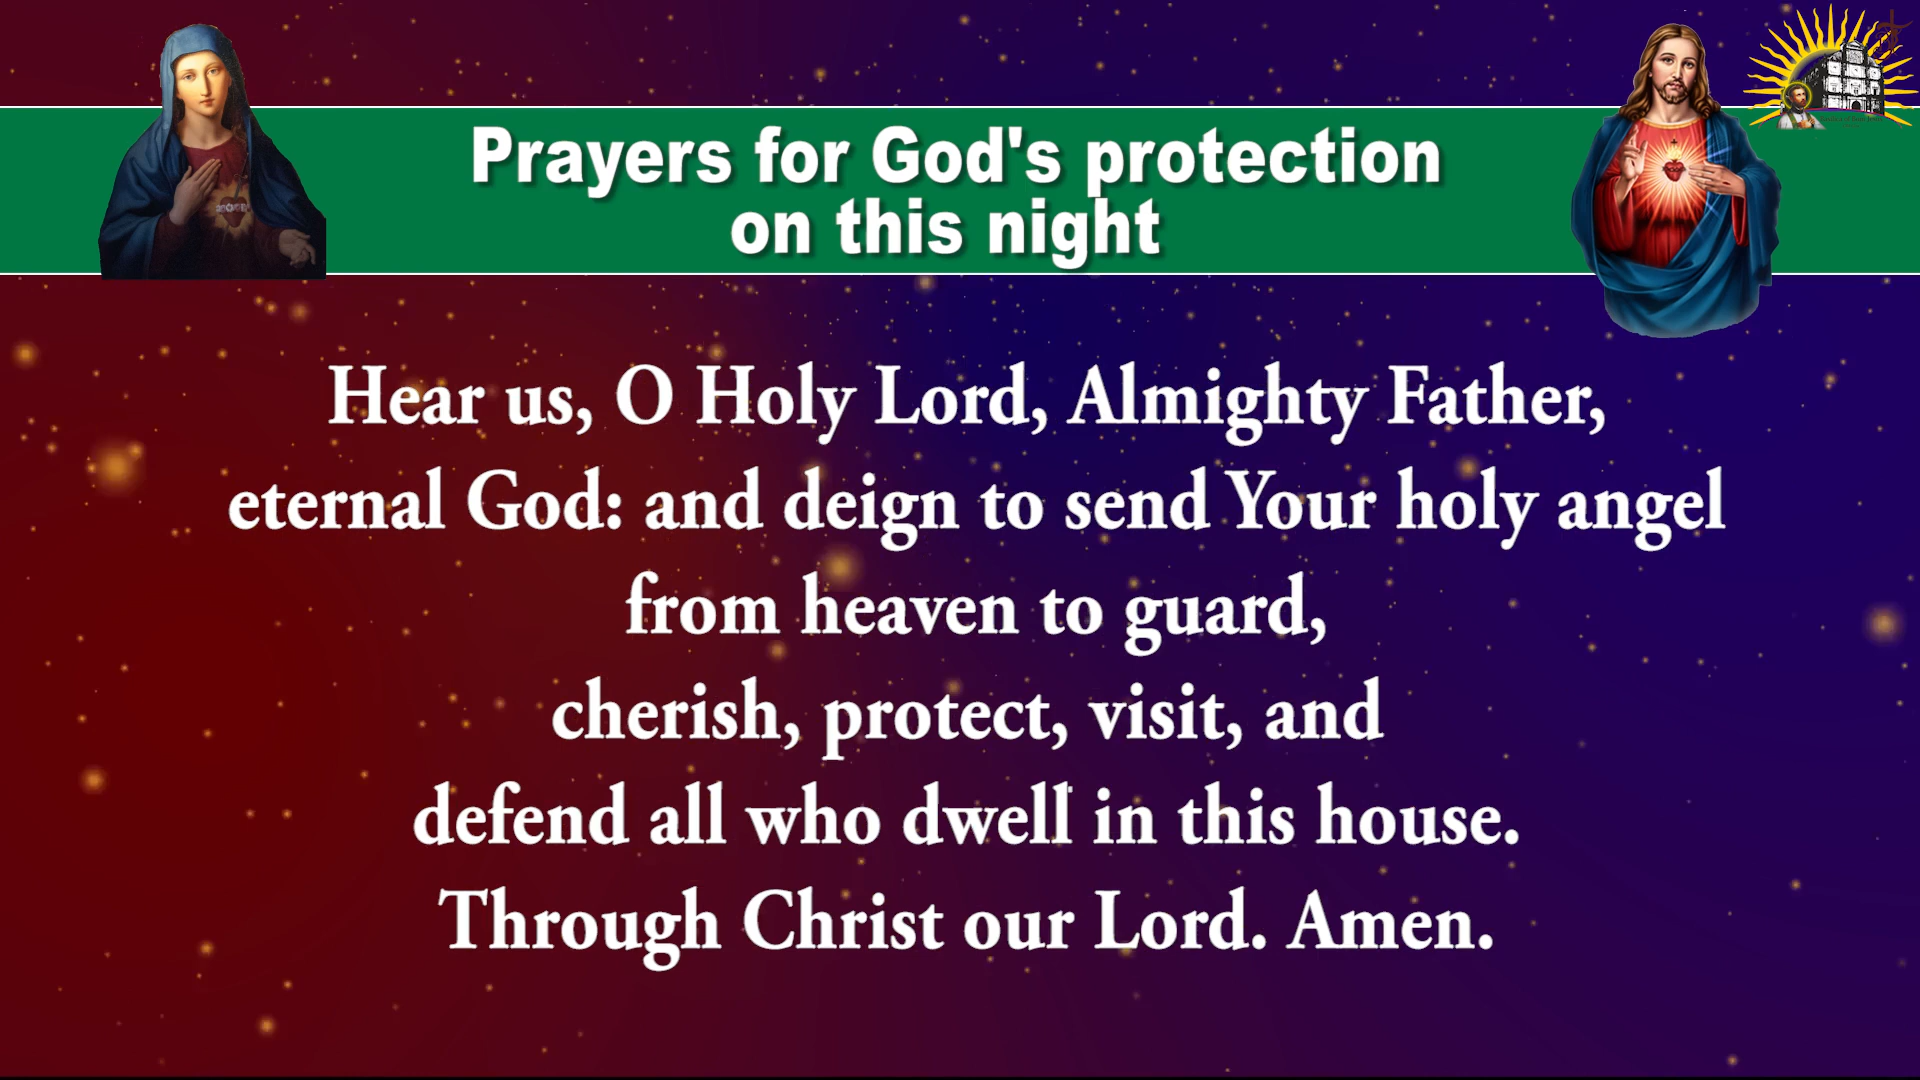 Prayers for God's protection
on this night
Hear us, O Holy Lord, Almighty Father,
eternal God: and deign to send Your holy angel
from heaven to guard,
cherish, protect, visit, and
defend all who dwell in this house.
Through Christ our Lord. Amen.